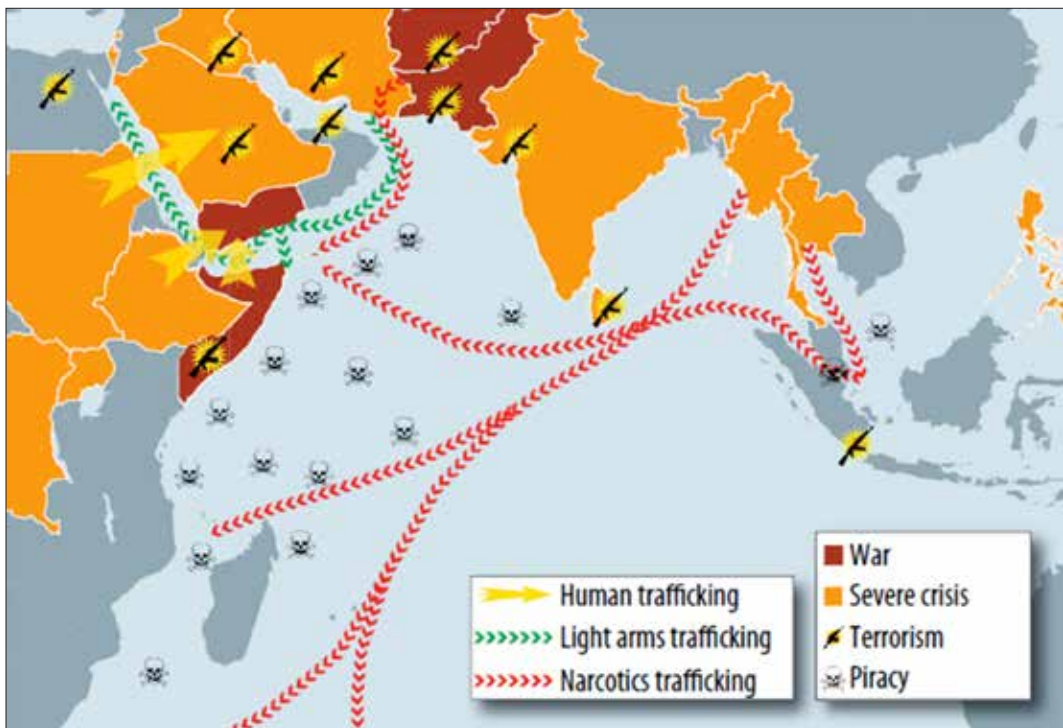 Human trafficking
Light arms trafficking
Narcotics trafficking
War
Severe crisis
Terrorism
Piracy